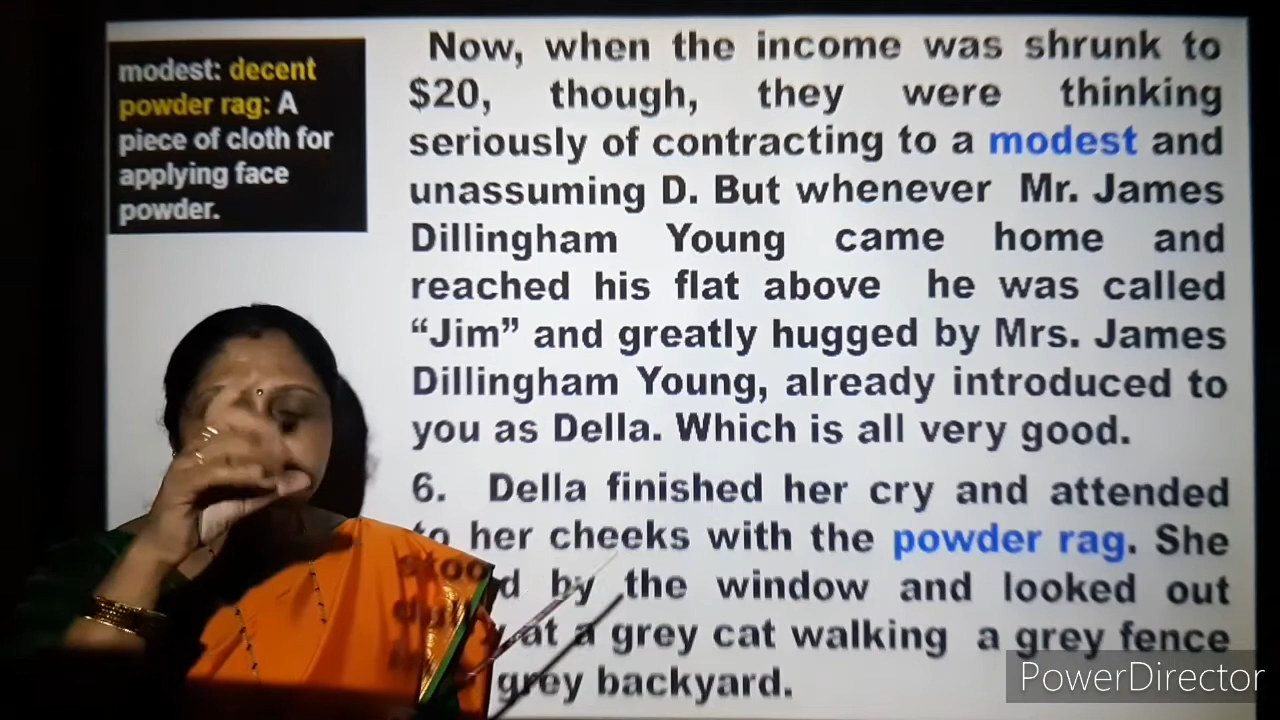 modest: decent
powder rag: A
piece of cloth for
applying face
powder.
Now, when the income was shrunk to
$20, though, they were thinking
seriously of contracting to a modest and
unassuming D. But whenever Mr. James
Dillingham Young came home and
reached his flat above he was called
“Jim” and greatly hugged by Mrs. James
Dillingham Young, already introduced to
you as Della. Which is all very good.
6. Della finished her cry and attended
to her cheeks with the powder rag. She
stood by the window and looked out
at a grey cat walking a grey fence
grey backyard.
PowerDirector